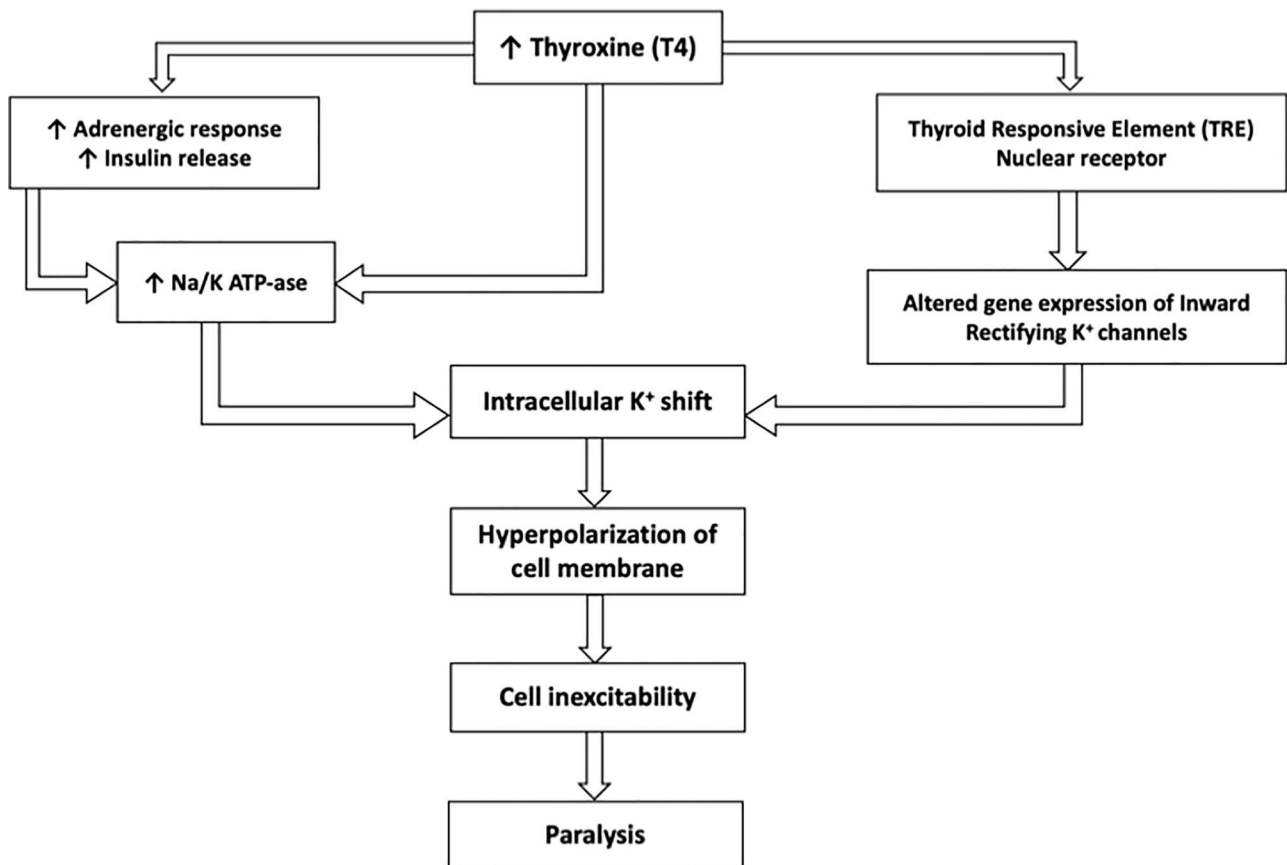 ↑ Thyroxine (T4)
↑ Adrenergic response
↑ Insulin release
Thyroid Responsive Element (TRE)
Nuclear receptor
↑ Na/K ATP-ase
Altered gene expression of Inward
Rectifying K⁺ channels
Intracellular K⁺ shift
Hyperpolarization of
cell membrane
Cell inexcitability
Paralysis